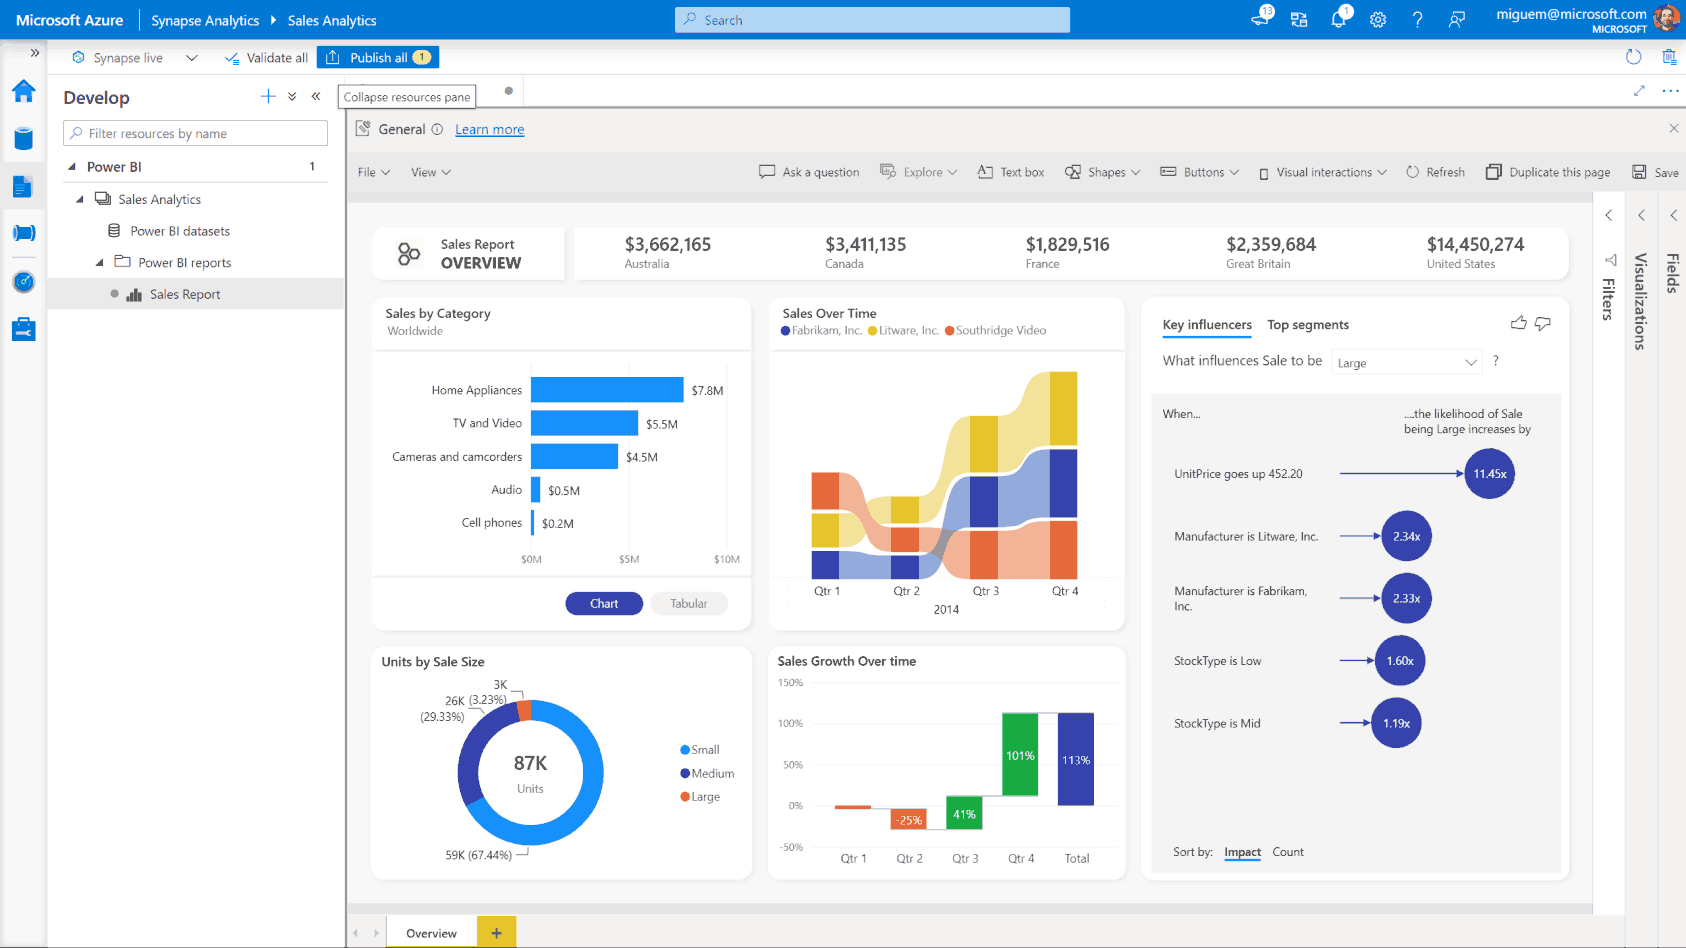 Microsoft Azure
Synapse Analytics
Sales Analytics
Search
13
1
?
miguem@microsoft.com
MICROSOFT
Synapse live
Validate all
Publish all
1
Develop
Collapse resources pane
Filter resources by name
Power BI
1
Sales Analytics
Power BI datasets
Power BI reports
Sales Report
General
Learn more
File
View
Ask a question
Explore
Text box
Shapes
Buttons
Visual interactions
Refresh
Duplicate this page
Save
Sales Report
OVERVIEW
$3,662,165
Australia
$3,411,135
Canada
$1,829,516
France
$2,359,684
Great Britain
$14,450,274
United States
Sales by Category
Worldwide
Home Appliances
$7.8M
TV and Video
$5.5M
Cameras and camcorders
$4.5M
Audio
$0.5M
Cell phones
$0.2M
$0M
$5M
$10M
Chart
Tabular
Sales Over Time
Fabrikam, Inc.
Litware, Inc.
Southridge Video
Qtr 1
Qtr 2
Qtr 3
Qtr 4
2014
Key influencers
Top segments
What influences Sale to be
Large
?
When...
....the likelihood of Sale
being Large increases by
UnitPrice goes up 452.20
11.45x
Manufacturer is Litware, Inc.
2.34x
Manufacturer is Fabrikam,
Inc.
2.33x
StockType is Low
1.60x
StockType is Mid
1.19x
Sort by:
Impact
Count
Units by Sale Size
3K
(3.23%)
26K
(29.33%)
87K
Units
59K (67.44%)
Small
Medium
Large
Sales Growth Over time
150%
100%
50%
0%
-50%
-25%
41%
101%
113%
Qtr 1
Qtr 2
Qtr 3
Qtr 4
Total
Filters
Visualizations
Fields
Overview
+